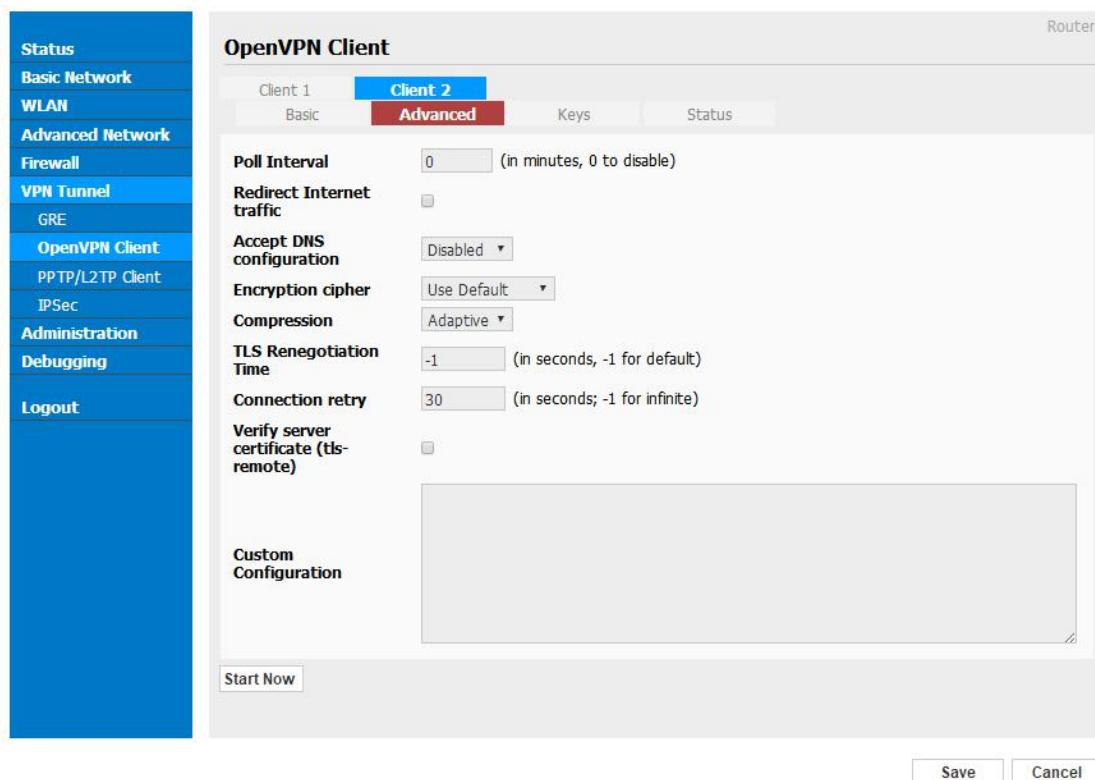 Router
Status
Basic Network
WLAN
Advanced Network
Firewall
VPN Tunnel
GRE
OpenVPN Client
PPTP/L2TP Client
IPSec
Administration
Debugging
Logout
OpenVPN Client
Client 1 Client 2
Basic Advanced Keys Status
Poll Interval 0 (in minutes, 0 to disable)
Redirect Internet
traffic
Accept DNS
configuration Disabled
Encryption cipher Use Default
Compression Adaptive
TLS Renegotiation
Time -1 (in seconds, -1 for default)
Connection retry 30 (in seconds; -1 for infinite)
Verify server
certificate (tls-
remote)
Custom
Configuration
Start Now
Save Cancel